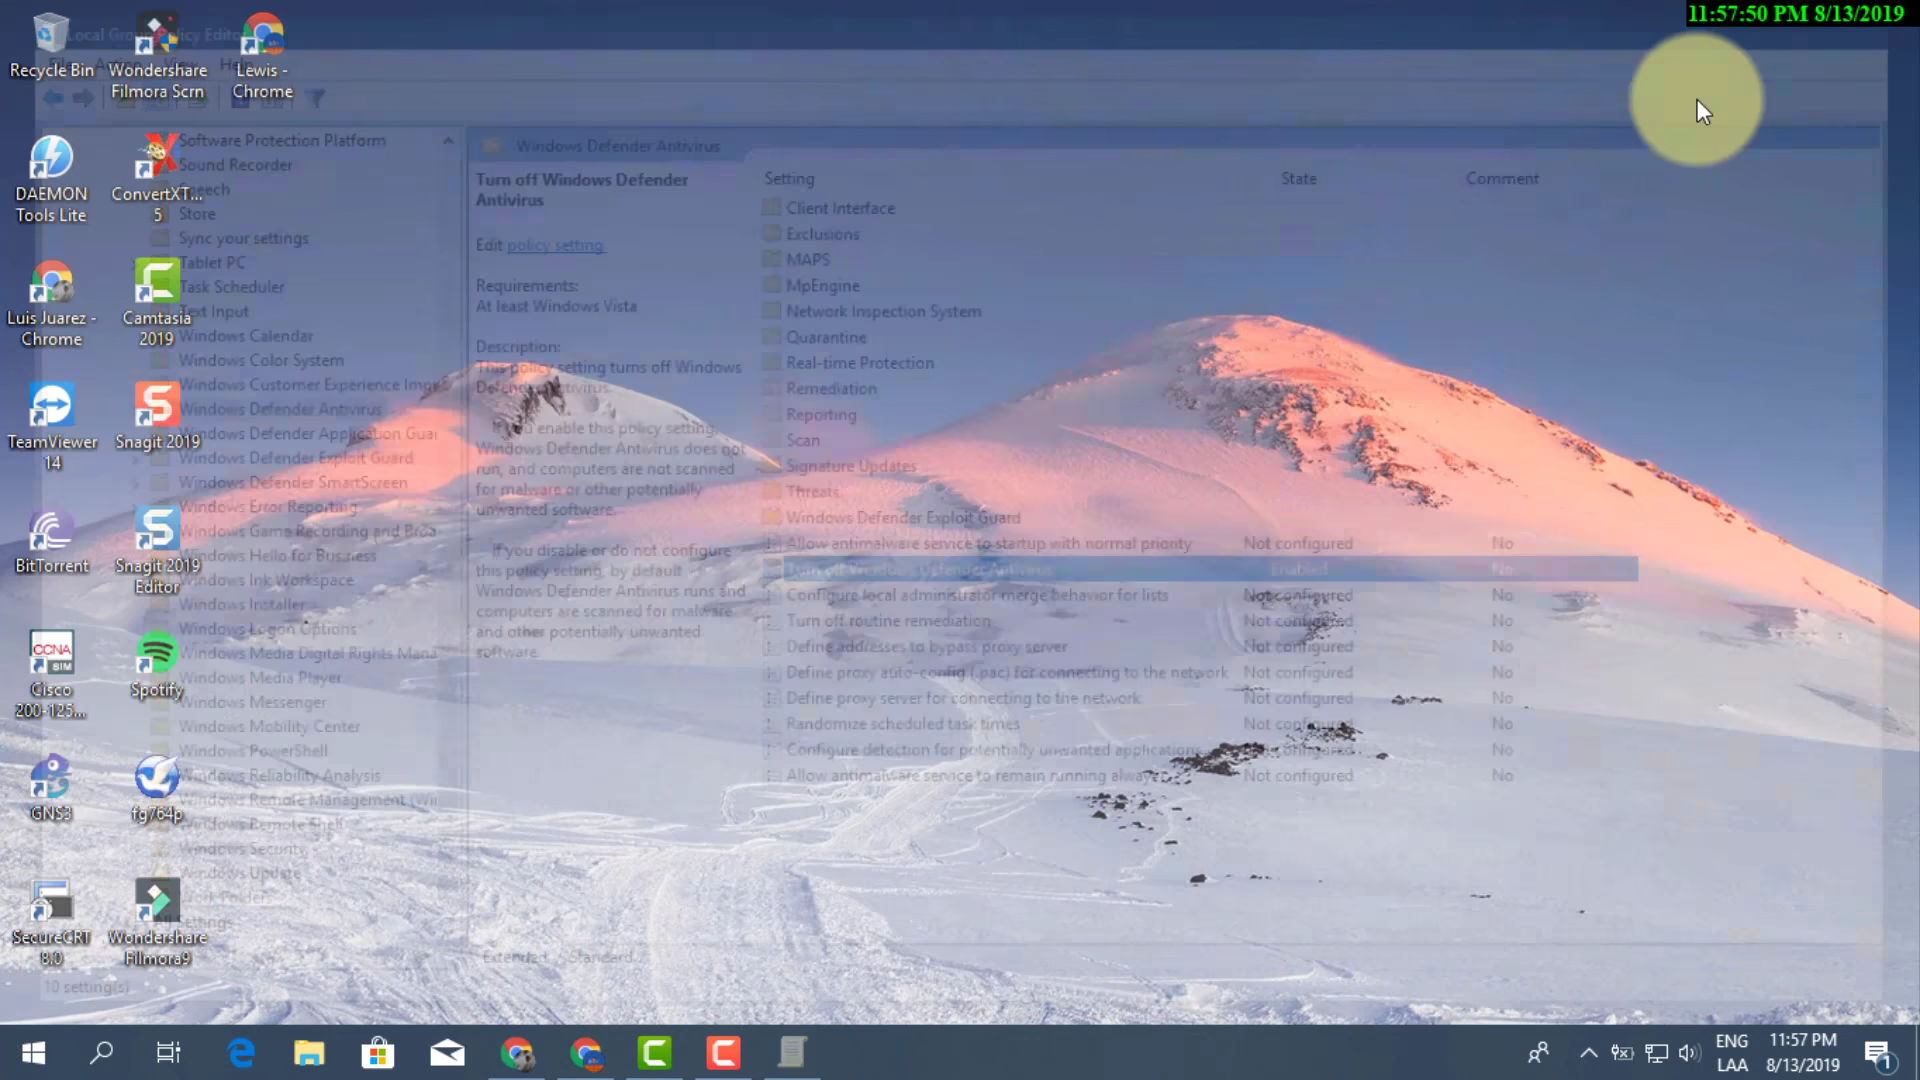 11:57:50 PM 8/13/2019
Local Group Policy Editor
File Action View Help
Recycle Bin
Wondershare
Filmora Scrn
Lewis -
Chrome
DAEMON
Tools Lite
ConvertXT...
5
Luis Juarez -
Chrome
Camtasia
2019
TeamViewer
14
Snagit 2019
BitTorrent
Snagit 2019
Editor
Cisco
200-125...
CCNA
SIM
Spotify
GNS3
fg764p
SecureCRT
8.0
Wondershare
Filmora9
Software Protection Platform
Sound Recorder
Speech
Store
Sync your settings
Tablet PC
Task Scheduler
Text Input
Windows Calendar
Windows Color System
Windows Customer Experience Imp
Windows Defender Antivirus
Windows Defender Application Guar
Windows Defender Exploit Guard
Windows Defender SmartScreen
Windows Error Reporting
Windows Game Recording and Broa
Windows Hello for Business
Windows Ink Workspace
Windows Installer
Windows Logon Options
Windows Media Digital Rights Mana
Windows Media Player
Windows Messenger
Windows Mobility Center
Windows PowerShell
Windows Reliability Analysis
Windows Remote Management (Wi
Windows Remote Shell
Windows Security
Windows Update
Work Folders
All Settings
10 setting(s)
Windows Defender Antivirus
Turn off Windows Defender
Antivirus
Edit policy setting
Requirements:
At least Windows Vista
Description:
This policy setting turns off Windows
Defender Antivirus.
If you enable this policy setting,
Windows Defender Antivirus does not
run, and computers are not scanned
for malware or other potentially
unwanted software.
If you disable or do not configure
this policy setting, by default
Windows Defender Antivirus runs and
computers are scanned for malware
and other potentially unwanted
software.
Setting State Comment
Client Interface
Exclusions
MAPS
MpEngine
Network Inspection System
Quarantine
Real-time Protection
Remediation
Reporting
Scan
Signature Updates
Threats
Windows Defender Exploit Guard
Allow antimalware service to startup with normal priority Not configured No
Turn off Windows Defender Antivirus Enabled No
Configure local administrator merge behavior for lists Not configured No
Turn off routine remediation Not configured No
Define addresses to bypass proxy server Not configured No
Define proxy auto-config (.pac) for connecting to the network Not configured No
Define proxy server for connecting to the network Not configured No
Randomize scheduled task times Not configured No
Configure detection for potentially unwanted applications Not configured No
Allow antimalware service to remain running always Not configured No
Extended Standard
ENG
LAA
11:57 PM
8/13/2019
1